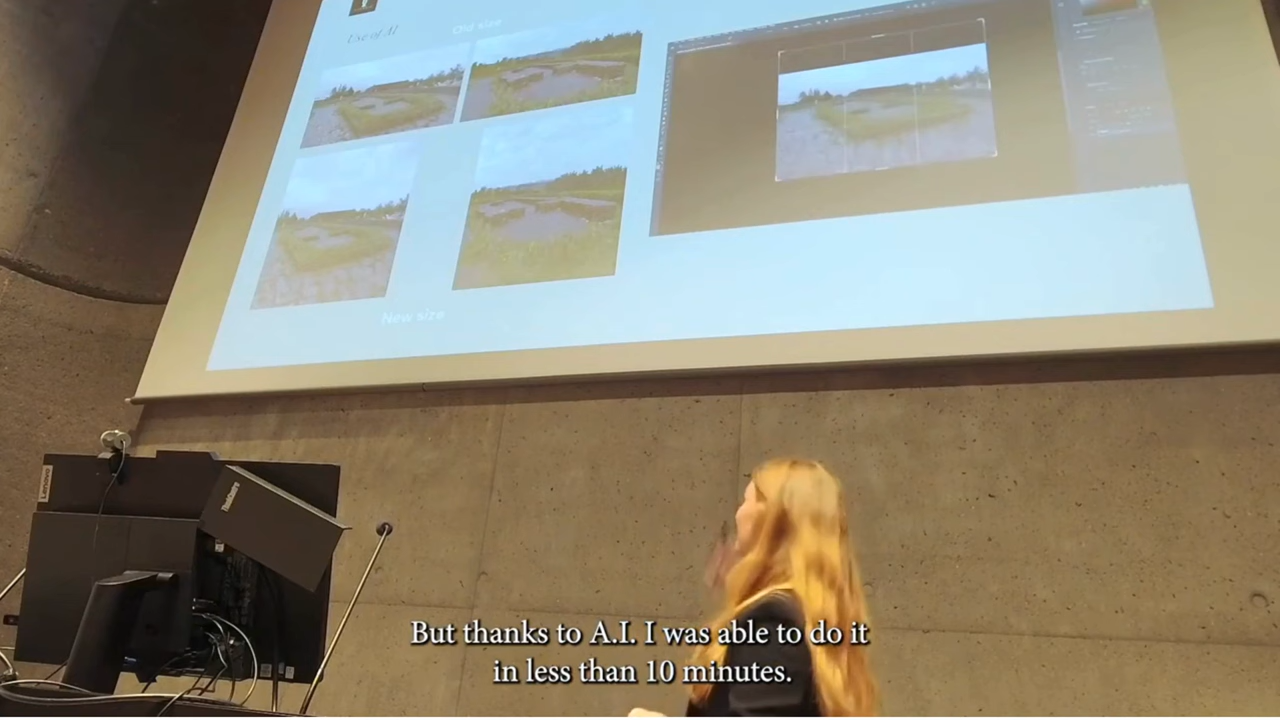 Use of AI
Old size
New size
Lenovo
ThinkCentre
But thanks to A.I. I was able to do it
in less than 10 minutes.